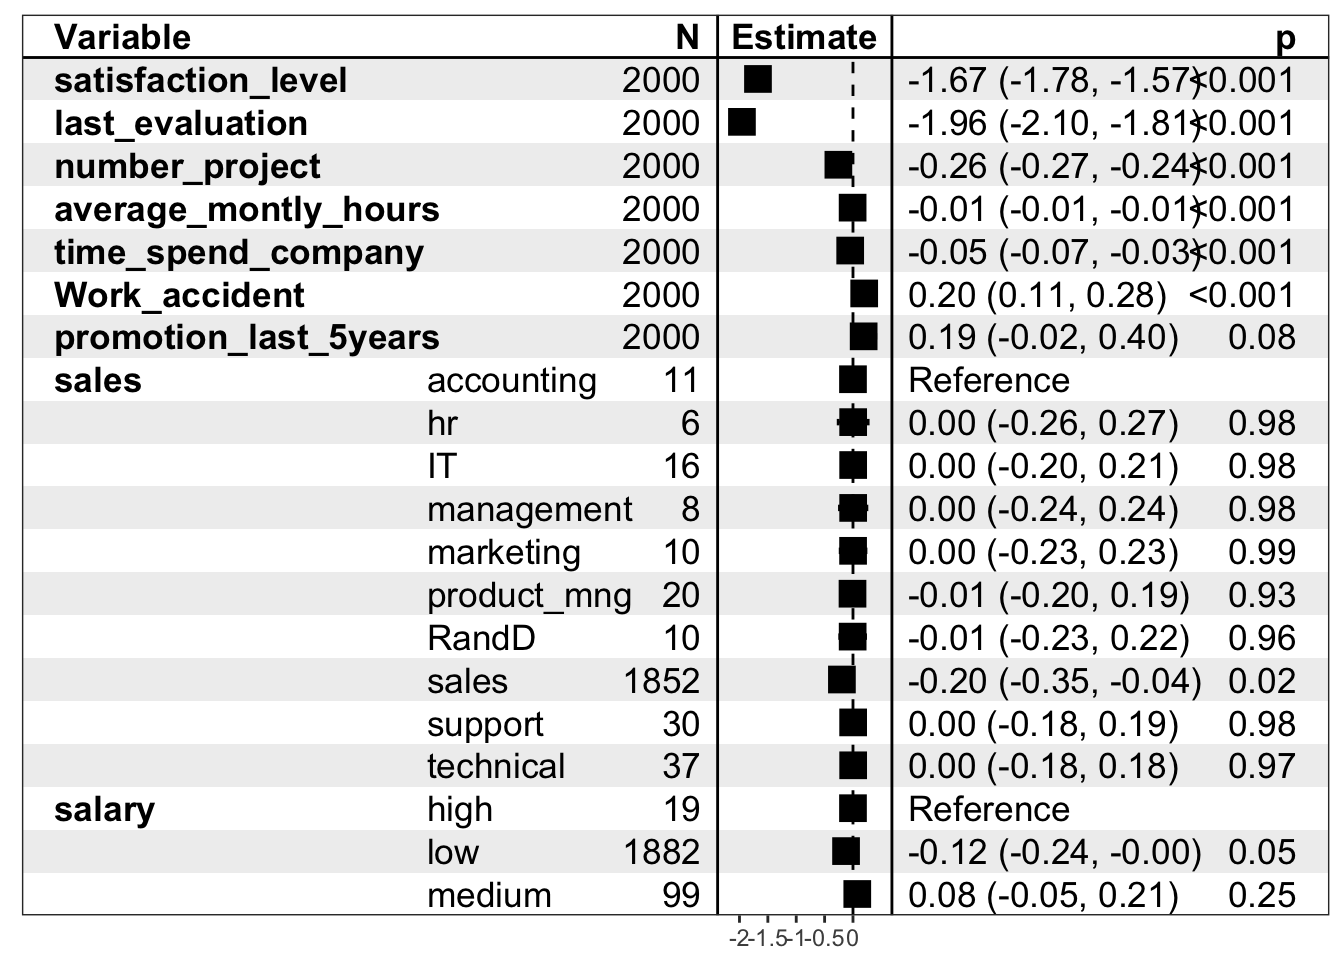 Variable N Estimate p
satisfaction_level 2000 -1.67 (-1.78, -1.57) <0.001
last_evaluation 2000 -1.96 (-2.10, -1.81) <0.001
number_project 2000 -0.26 (-0.27, -0.24) <0.001
average_montly_hours 2000 -0.01 (-0.01, -0.01) <0.001
time_spend_company 2000 -0.05 (-0.07, -0.03) <0.001
Work_accident 2000 0.20 (0.11, 0.28) <0.001
promotion_last_5years 2000 0.19 (-0.02, 0.40) 0.08
sales accounting 11 Reference
hr 6 0.00 (-0.26, 0.27) 0.98
IT 16 0.00 (-0.20, 0.21) 0.98
management 8 0.00 (-0.24, 0.24) 0.98
marketing 10 0.00 (-0.23, 0.23) 0.99
product_mng 20 -0.01 (-0.20, 0.19) 0.93
RandD 10 -0.01 (-0.23, 0.22) 0.96
sales 1852 -0.20 (-0.35, -0.04) 0.02
support 30 0.00 (-0.18, 0.19) 0.98
technical 37 0.00 (-0.18, 0.18) 0.97
salary high 19 Reference
low 1882 -0.12 (-0.24, -0.00) 0.05
medium 99 0.08 (-0.05, 0.21) 0.25
-2 -1.5 -1 -0.5 0